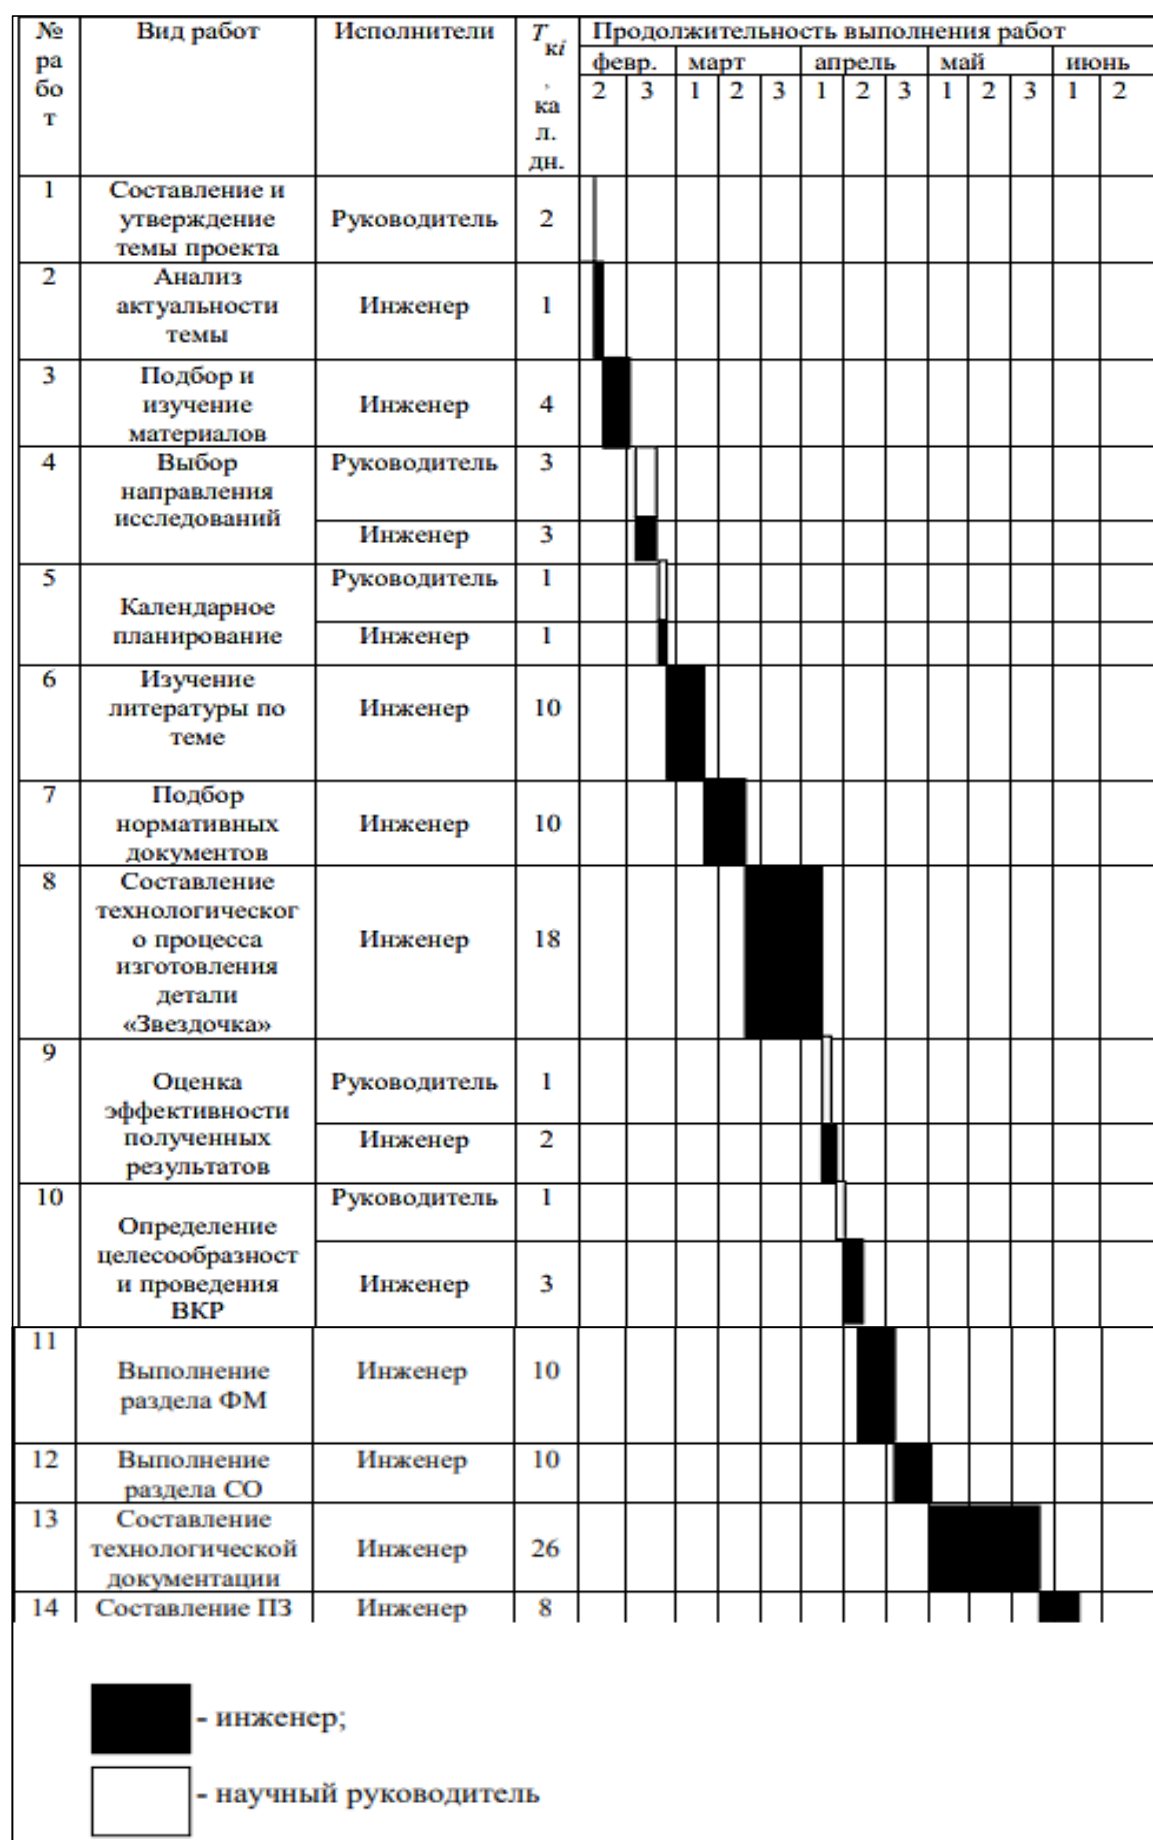 № ра бо т
Вид работ
Исполнители
Tкi, ка л. дн.
Продолжительность выполнения работ
февр. март апрель май июнь
2 3 1 2 3 1 2 3 1 2 3 1 2
1
Составление и
утверждение
темы проекта
Руководитель 2
2
Анализ
актуальности
темы
Инженер 1
3
Подбор и
изучение
материалов
Инженер 4
4
Выбор
направления
исследований
Руководитель 3
Инженер 3
5
Календарное
планирование
Руководитель 1
Инженер 1
6
Изучение
литературы по
теме
Инженер 10
7
Подбор
нормативных
документов
Инженер 10
8
Составление
технологическог
о процесса
изготовления
детали
«Звездочка»
Инженер 18
9
Оценка
эффективности
полученных
результатов
Руководитель 1
Инженер 2
10
Определение
целесообразност
и проведения
ВКР
Руководитель 1
Инженер 3
11
Выполнение
раздела ФМ
Инженер 10
12
Выполнение
раздела СО
Инженер 10
13
Составление
технологической
документации
Инженер 26
14 Составление ПЗ Инженер 8
- инженер;
- научный руководитель